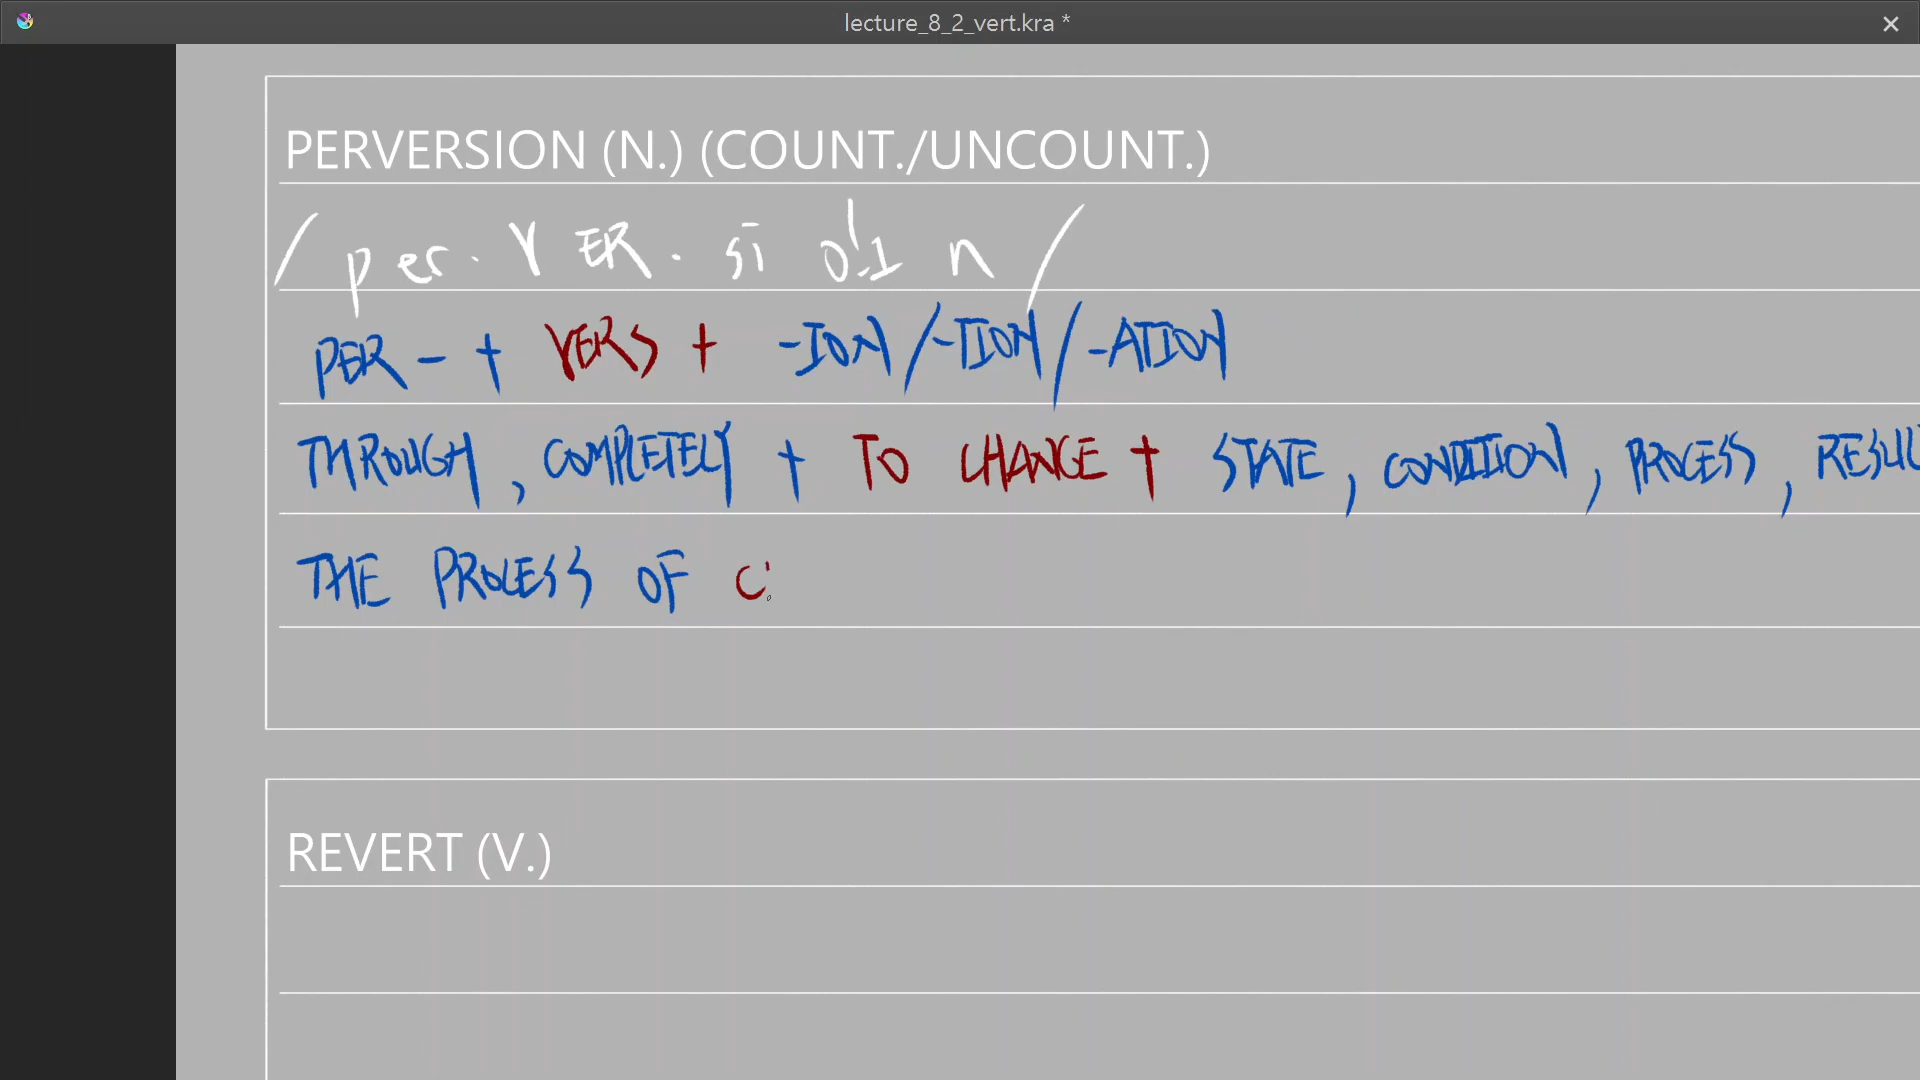 lecture_8_2_vert.kra *
PERVERSION (N.) (COUNT./UNCOUNT.)
/ per. VER. si n /
PER- + VERS + -ION/-TION/-ATION
THROUGH, COMPLETELY + TO CHANGE + STATE, CONDITION, PROCESS, RESUL
THE PROCESS OF C
REVERT (V.)